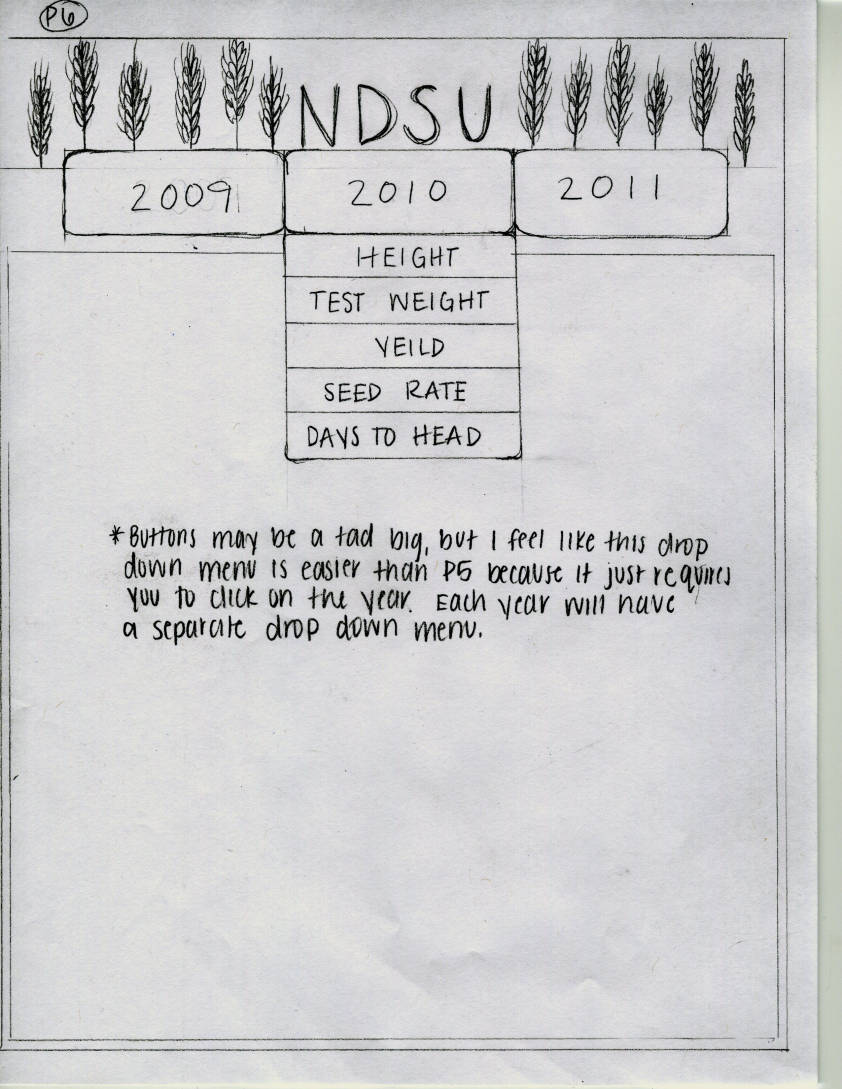 P6
NDSU
2009 2010 2011
HEIGHT
TEST WEIGHT
YEILD
SEED RATE
DAYS TO HEAD
* Buttons may be a tad big, but I feel like this drop
down menu is easier than P5 because it just requires
you to click on the year. Each year will have
a separate drop down menu.